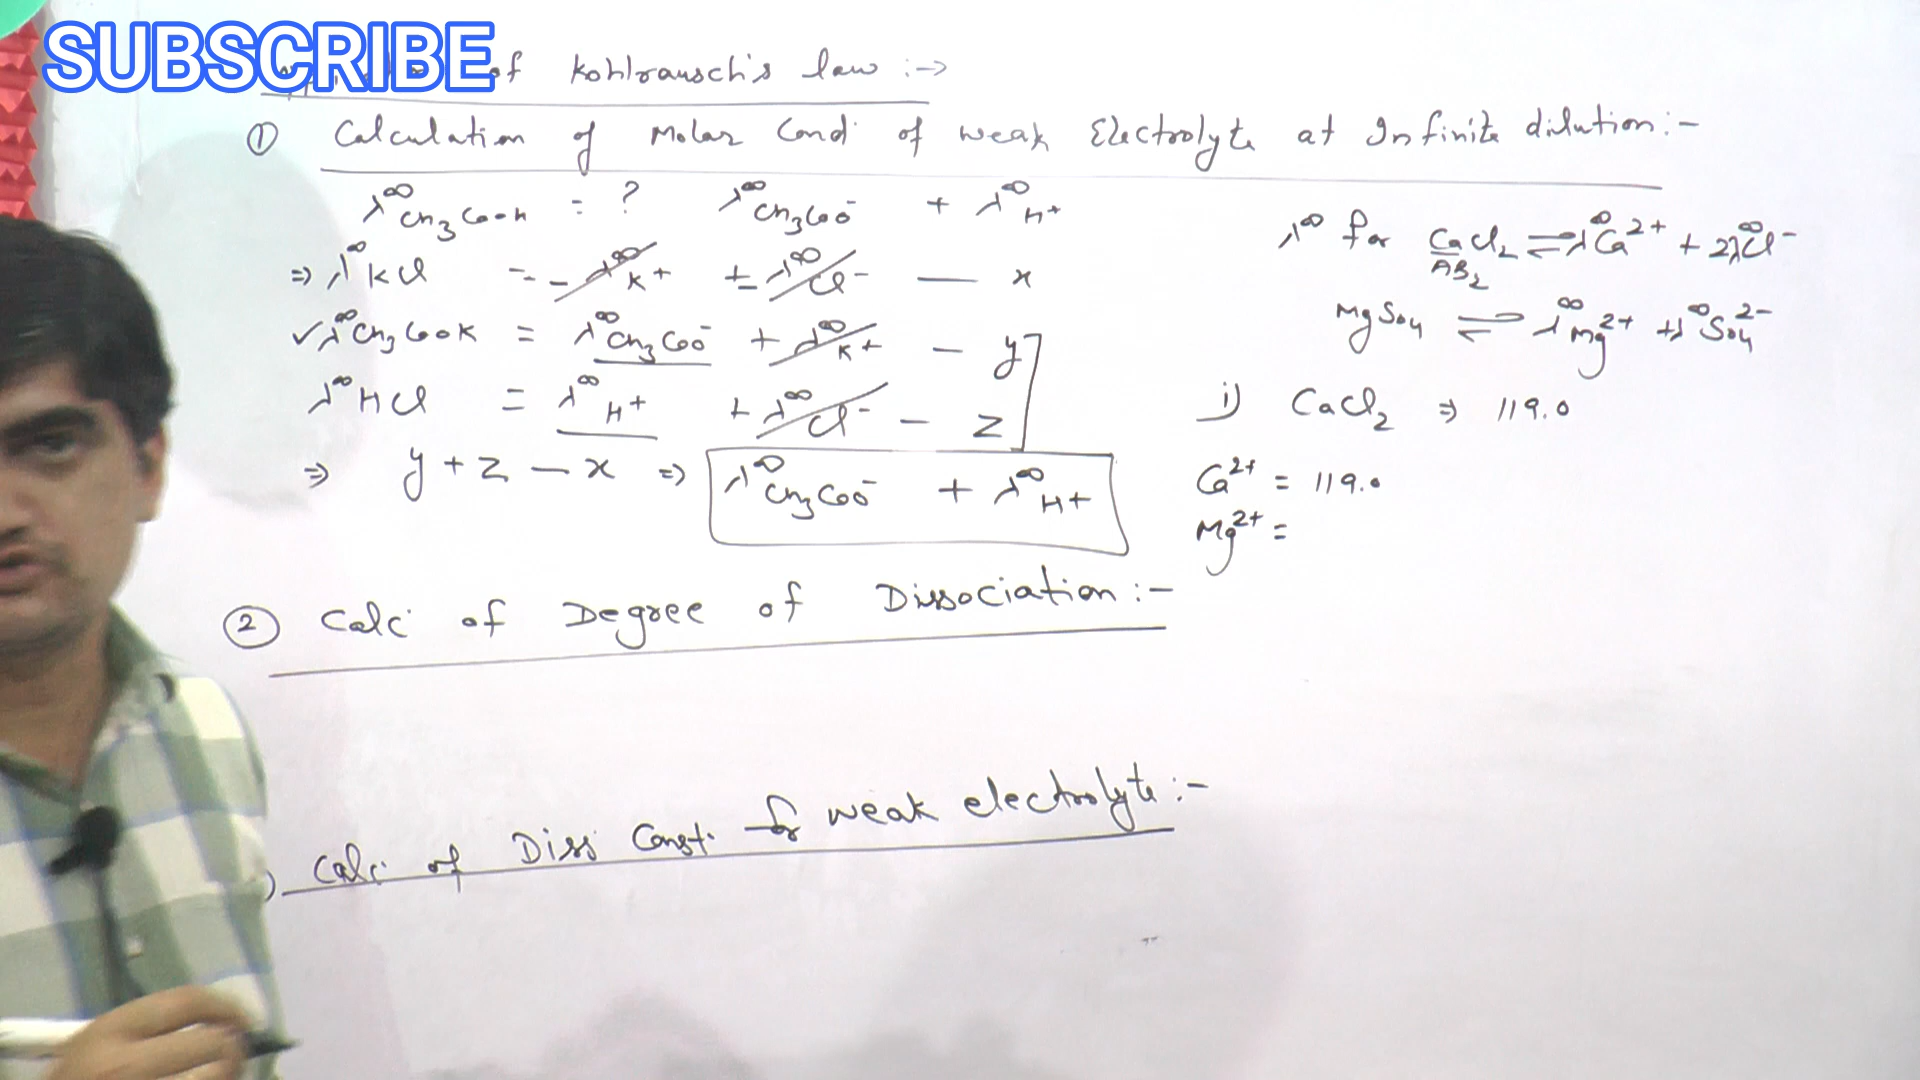 SUBSCRIBE
of Kohlrausch's law :→
① Calculation of Molar Cond. of weak Electrolyte at Infinite dilution :-
λ∞ CH3COOH = ? λ∞ CH3COO- + λ∞ H+
⇒ λ∞ KCl = - λ∞ K+ ± λ∞ Cl- — x
✓ λ∞ CH3COOK = λ∞ CH3COO- + λ∞ K+ — y
λ∞ HCl = λ∞ H+ + λ∞ Cl- — z
⇒ y + z — x ⇒ λ∞ CH3COO- + λ∞ H+
λ∞ for CaCl2 ⇌ λ∞ Ca2+ + 2λ∞ Cl-
AB2
MgSO4 ⇌ λ∞ Mg2+ + λ∞ SO4 2-
i) CaCl2 ⇒ 119.0
Ca2+ = 119.0
Mg2+ =
② Calc. of Degree of Dissociation :-
) Calc. of Diss. Const. for weak electrolyte :-